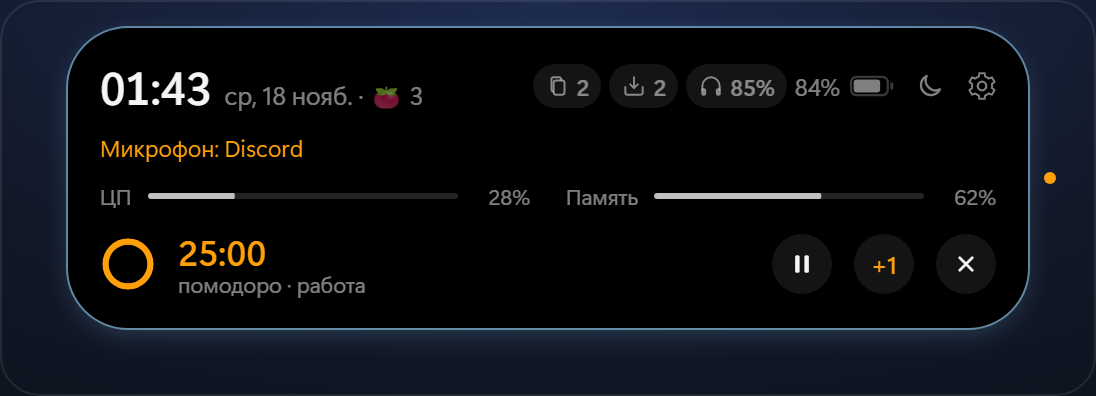 01:43 ср, 18 нояб. · 3 2 2 85% 84%
Микрофон: Discord
ЦП 28% Память 62%
25:00 +1
помодоро · работа